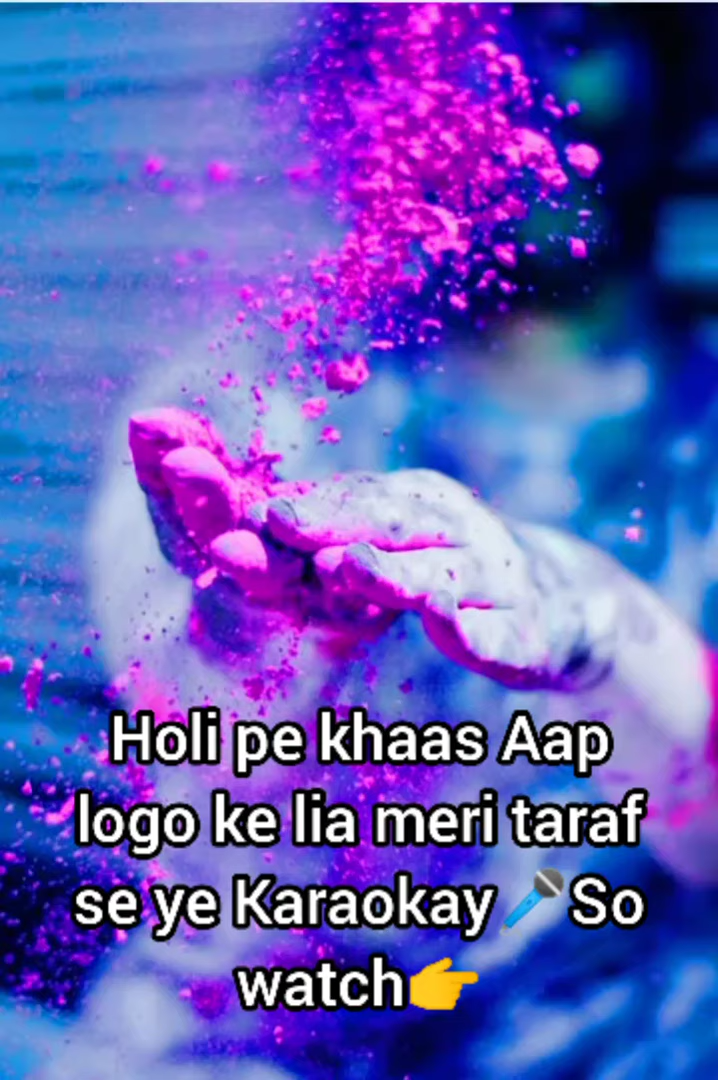 Holi pe khaas Aap
logo ke lia meri taraf
se ye Karaokay🎤So
watch👉